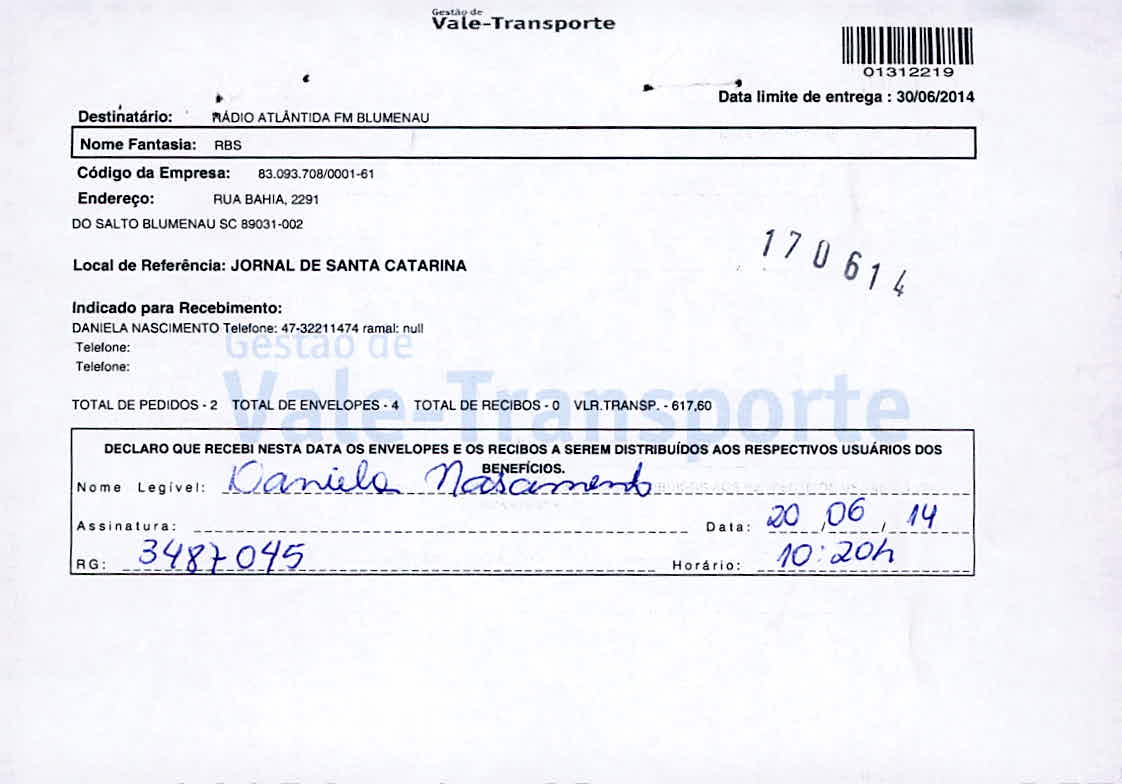 Gestão de
Vale-Transporte
01312219
Data limite de entrega : 30/06/2014
Destinatário: RÁDIO ATLÂNTIDA FM BLUMENAU
Nome Fantasia: RBS
Código da Empresa: 83.093.708/0001-61
Endereço: RUA BAHIA, 2291
DO SALTO BLUMENAU SC 89031-002
170614
Local de Referência: JORNAL DE SANTA CATARINA
Indicado para Recebimento:
DANIELA NASCIMENTO Telefone: 47-32211474 ramal: null
Telefone:
Telefone:
Gestão de
Vale-Transporte
TOTAL DE PEDIDOS - 2 TOTAL DE ENVELOPES - 4 TOTAL DE RECIBOS - 0 VLR.TRANSP. - 617,60
DECLARO QUE RECEBI NESTA DATA OS ENVELOPES E OS RECIBOS A SEREM DISTRIBUÍDOS AOS RESPECTIVOS USUÁRIOS DOS
BENEFÍCIOS.
Nome Legível: Daniela Nascimento
Assinatura: Data: 20/06/14
RG: 3487045 Horário: 10:20h